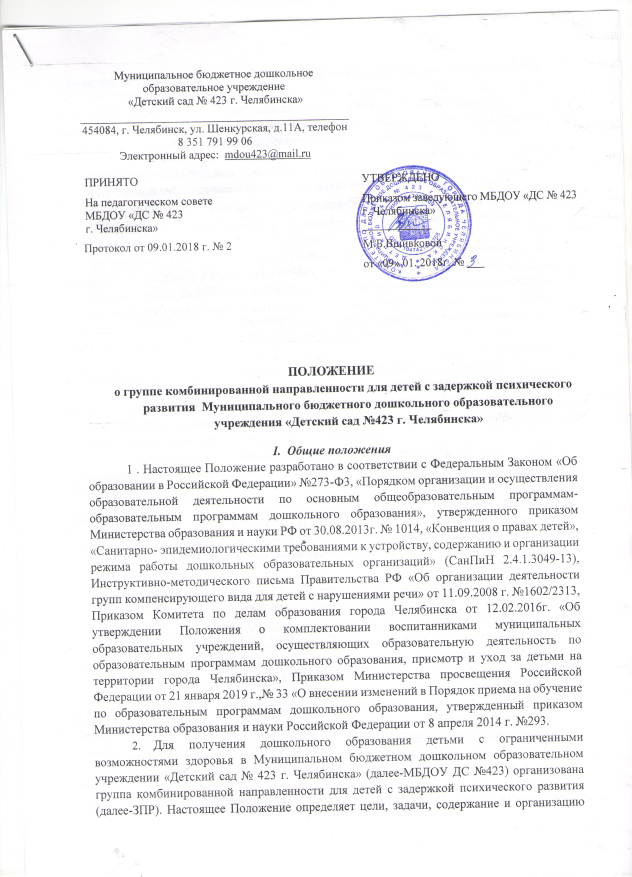 Муниципальное бюджетное дошкольное
образовательное учреждение
«Детский сад № 423 г. Челябинска»
454084, г. Челябинск, ул. Шенкурская, д.11А, телефон
8 351 791 99 06
Электронный адрес: mdou423@mail.ru
ПРИНЯТО
На педагогическом совете
МБДОУ «ДС № 423
г. Челябинска»
Протокол от 09.01.2018 г. № 2
УТВЕРЖДЕНО
Приказом заведующего МБДОУ «ДС № 423
Челябинска»
М.В.Вшивковой
от «09».01. 2018г. № 3
ПОЛОЖЕНИЕ
о группе комбинированной направленности для детей с задержкой психического
развития Муниципального бюджетного дошкольного образовательного
учреждения «Детский сад №423 г. Челябинска»
I. Общие положения
1 . Настоящее Положение разработано в соответствии с Федеральным Законом «Об
образовании в Российской Федерации» №273-ФЗ, «Порядком организации и осуществления
образовательной деятельности по основным общеобразовательным программам-
образовательным программам дошкольного образования», утвержденного приказом
Министерства образования и науки РФ от 30.08.2013г. № 1014, «Конвенция о правах детей»,
«Санитарно- эпидемиологическими требованиями к устройству, содержанию и организации
режима работы дошкольных образовательных организаций» (СанПиН 2.4.1.3049-13),
Инструктивно-методического письма Правительства РФ «Об организации деятельности
групп компенсирующего вида для детей с нарушениями речи» от 11.09.2008 г. №1602/2313,
Приказом Комитета по делам образования города Челябинска от 12.02.2016г. «Об
утверждении Положения о комплектовании воспитанниками муниципальных
образовательных учреждений, осуществляющих образовательную деятельность по
образовательным программам дошкольного образования, присмотр и уход за детьми на
территории города Челябинска», Приказом Министерства просвещения Российской
Федерации от 21 января 2019 г.,№ 33 «О внесении изменений в Порядок приема на обучение
по образовательным программам дошкольного образования, утвержденный приказом
Министерства образования и науки Российской Федерации от 8 апреля 2014 г. №293.
2. Для получения дошкольного образования детьми с ограниченными
возможностями здоровья в Муниципальном бюджетном дошкольном образовательном
учреждении «Детский сад № 423 г. Челябинска» (далее-МБДОУ ДС №423) организована
группа комбинированной направленности для детей с задержкой психического развития
(далее-ЗПР). Настоящее Положение определяет цели, задачи, содержание и организацию